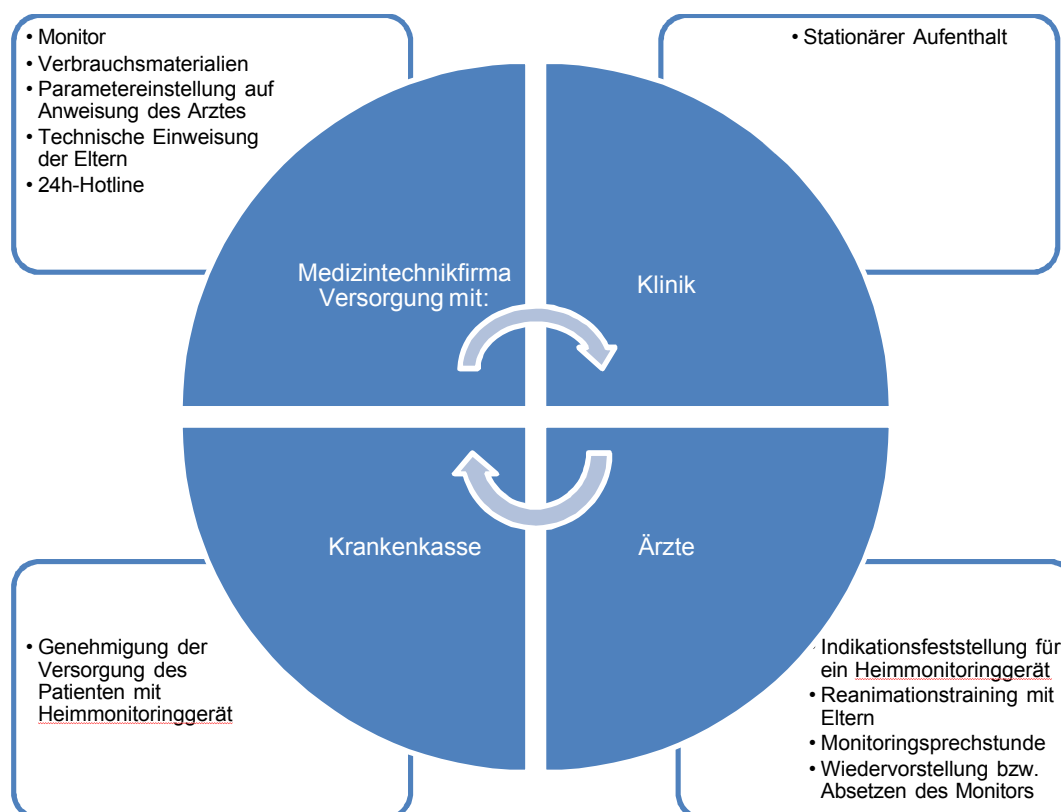 • Monitor
• Verbrauchsmaterialien
• Parametereinstellung auf
Anweisung des Arztes
• Technische Einweisung
der Eltern
• 24h-Hotline
• Stationärer Aufenthalt
Medizintechnikfirma
Versorgung mit:
Klinik
Krankenkasse
Ärzte
• Genehmigung der
Versorgung des
Patienten mit
Heimmonitoringgerät
• Indikationsfeststellung für
ein Heimmonitoringgerät
• Reanimationstraining mit
Eltern
• Monitoringsprechstunde
• Wiedervorstellung bzw.
Absetzen des Monitors